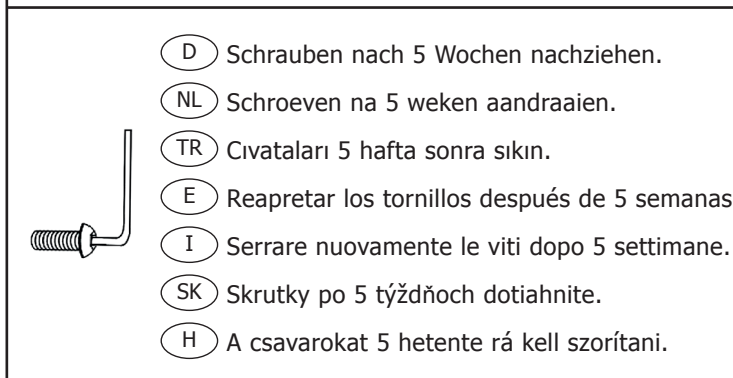 D Schrauben nach 5 Wochen nachziehen.
NL Schroeven na 5 weken aandraaien.
TR Cıvataları 5 hafta sonra sıkın.
E Reapretar los tornillos después de 5 semanas
I Serrare nuovamente le viti dopo 5 settimane.
SK Skrutky po 5 týždňoch dotiahnite.
H A csavarokat 5 hetente rá kell szorítani.